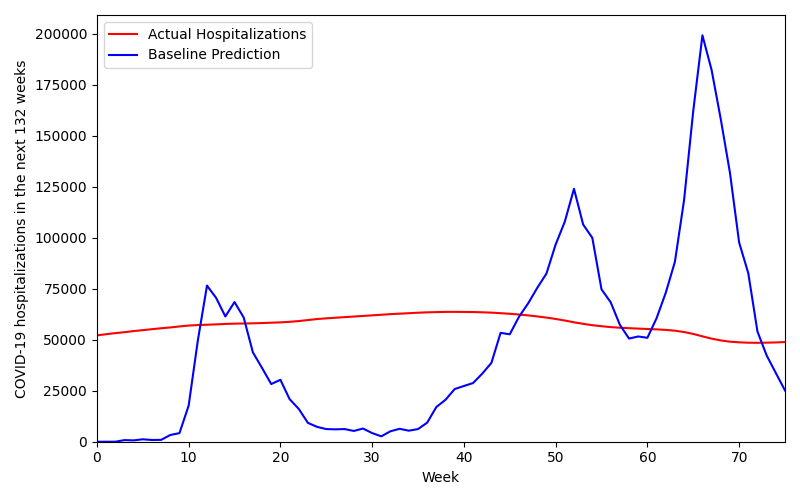 Actual Hospitalizations
Baseline Prediction
COVID-19 hospitalizations in the next 132 weeks
200000
175000
150000
125000
100000
75000
50000
25000
0
0 10 20 30 40 50 60 70
Week